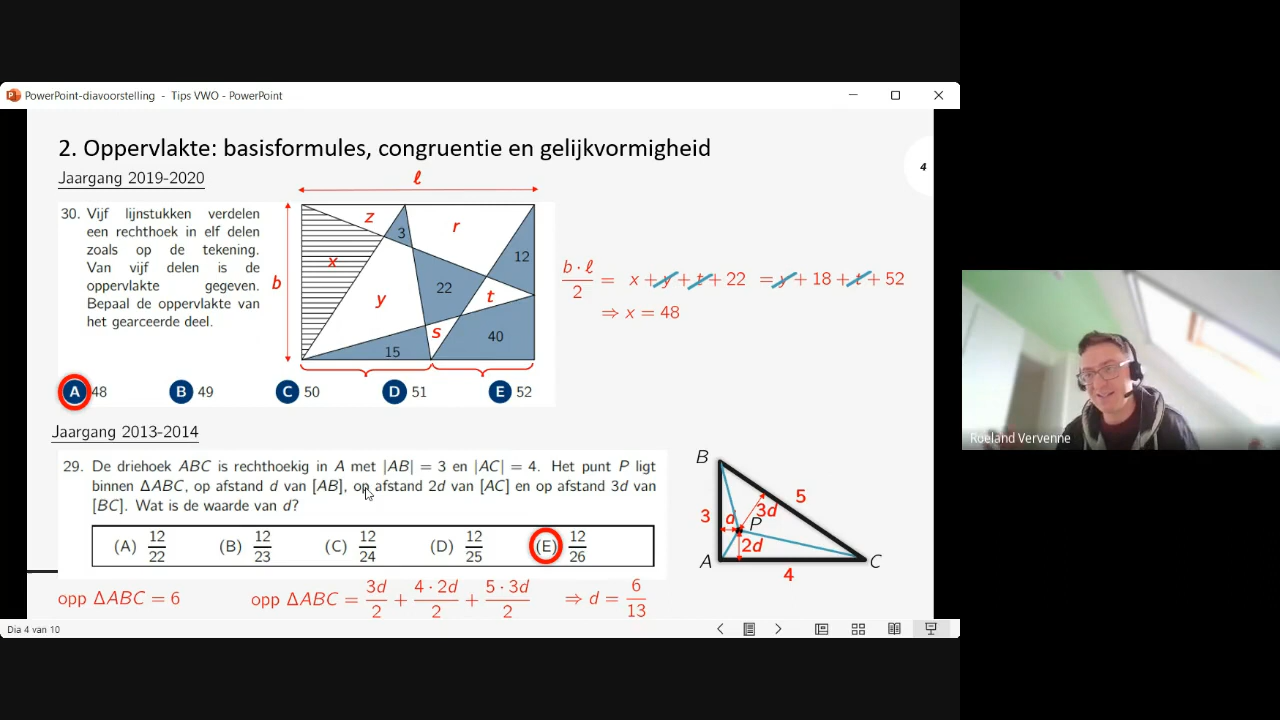 PowerPoint-diavoorstelling - Tips VWO - PowerPoint
2. Oppervlakte: basisformules, congruentie en gelijkvormigheid
4
Jaargang 2019-2020
30. Vijf lijnstukken verdelen
een rechthoek in elf delen
zoals op de tekening.
Van vijf delen is de
oppervlakte gegeven.
Bepaal de oppervlakte van
het gearceerde deel.
ℓ
b
z
3
r
x
12
y
22
t
s
40
15
b · ℓ / 2 = x + y + t + 22 = y + 18 + t + 52
⇒ x = 48
A 48 B 49 C 50 D 51 E 52
Jaargang 2013-2014
29. De driehoek ABC is rechthoekig in A met |AB| = 3 en |AC| = 4. Het punt P ligt
binnen ΔABC, op afstand d van [AB], op afstand 2d van [AC] en op afstand 3d van
[BC]. Wat is de waarde van d?
(A) 12/22 (B) 12/23 (C) 12/24 (D) 12/25 (E) 12/26
B
5
3
d
3d
P
2d
A
C
4
opp ΔABC = 6 opp ΔABC = 3d/2 + 4 · 2d/2 + 5 · 3d/2 ⇒ d = 6/13
Dia 4 van 10
Roeland Vervenne